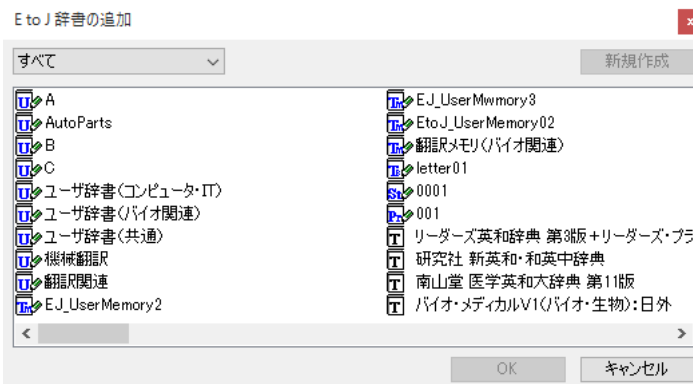 E to J 辞書の追加
すべて
新規作成
A
AutoParts
B
C
ユーザ辞書(コンピュータ・IT)
ユーザ辞書(バイオ関連)
ユーザ辞書(共通)
機械翻訳
翻訳関連
EJ_UserMemory2
EJ_UserMwmory3
EtoJ_UserMemory02
翻訳メモリ(バイオ関連)
letter01
0001
001
リーダーズ英和辞典 第3版+リーダーズ・プラ
研究社 新英和・和英中辞典
南山堂 医学英和大辞典 第11版
バイオ・メディカルV1(バイオ・生物):日外
OK
キャンセル